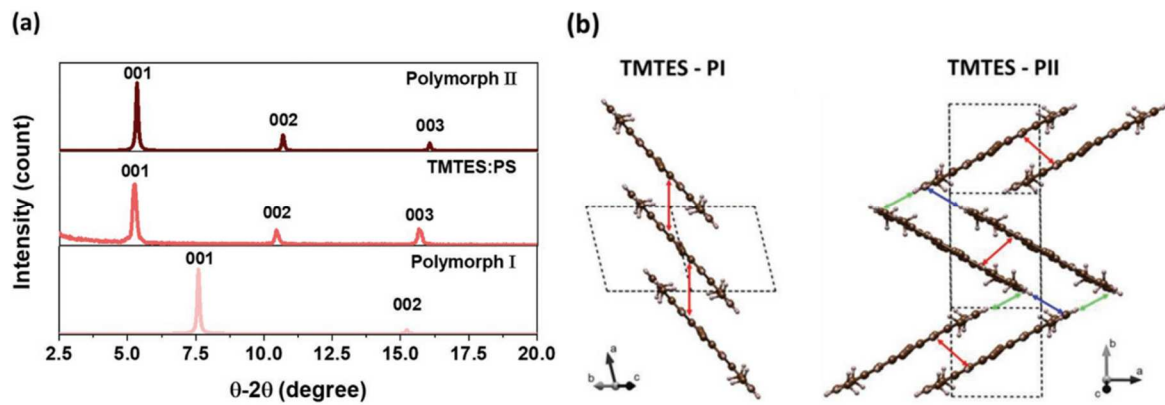 (a)
Intensity (count)
001
Polymorph II
002
003
001
TMTES:PS
002
003
001
Polymorph I
002
2.5 5.0 7.5 10.0 12.5 15.0 17.5 20.0
θ-2θ (degree)
(b)
TMTES - PI
TMTES - PII
a
b
c
b
a
c